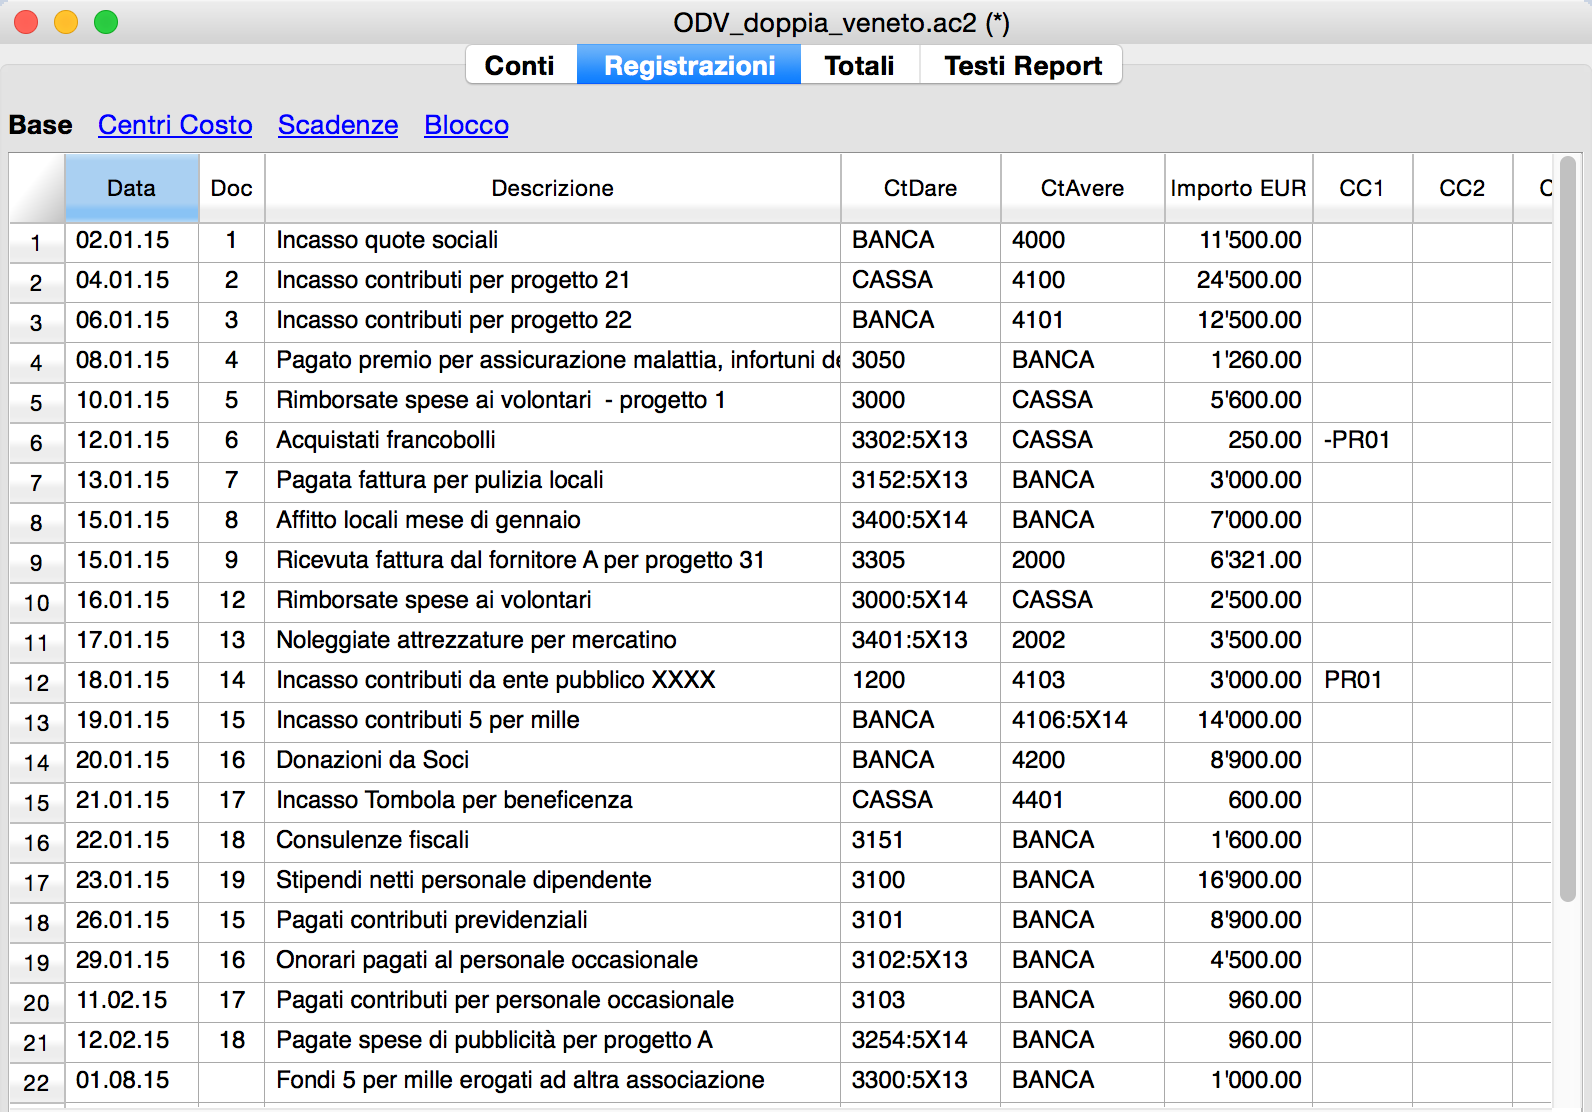 ODV_doppia_veneto.ac2 (*)
Conti Registrazioni Totali Testi Report
Base Centri Costo Scadenze Blocco
Data Doc Descrizione CtDare CtAvere Importo EUR CC1 CC2 C
1 02.01.15 1 Incasso quote sociali BANCA 4000 11'500.00
2 04.01.15 2 Incasso contributi per progetto 21 CASSA 4100 24'500.00
3 06.01.15 3 Incasso contributi per progetto 22 BANCA 4101 12'500.00
4 08.01.15 4 Pagato premio per assicurazione malattia, infortuni de 3050 BANCA 1'260.00
5 10.01.15 5 Rimborsate spese ai volontari - progetto 1 3000 CASSA 5'600.00
6 12.01.15 6 Acquistati francobolli 3302:5X13 CASSA 250.00 -PR01
7 13.01.15 7 Pagata fattura per pulizia locali 3152:5X13 BANCA 3'000.00
8 15.01.15 8 Affitto locali mese di gennaio 3400:5X14 BANCA 7'000.00
9 15.01.15 9 Ricevuta fattura dal fornitore A per progetto 31 3305 2000 6'321.00
10 16.01.15 12 Rimborsate spese ai volontari 3000:5X14 CASSA 2'500.00
11 17.01.15 13 Noleggiate attrezzature per mercatino 3401:5X13 2002 3'500.00
12 18.01.15 14 Incasso contributi da ente pubblico XXXX 1200 4103 3'000.00 PR01
13 19.01.15 15 Incasso contributi 5 per mille BANCA 4106:5X14 14'000.00
14 20.01.15 16 Donazioni da Soci BANCA 4200 8'900.00
15 21.01.15 17 Incasso Tombola per beneficenza CASSA 4401 600.00
16 22.01.15 18 Consulenze fiscali 3151 BANCA 1'600.00
17 23.01.15 19 Stipendi netti personale dipendente 3100 BANCA 16'900.00
18 26.01.15 15 Pagati contributi previdenziali 3101 BANCA 8'900.00
19 29.01.15 16 Onorari pagati al personale occasionale 3102:5X13 BANCA 4'500.00
20 11.02.15 17 Pagati contributi per personale occasionale 3103 BANCA 960.00
21 12.02.15 18 Pagate spese di pubblicità per progetto A 3254:5X14 BANCA 960.00
22 01.08.15 Fondi 5 per mille erogati ad altra associazione 3300:5X13 BANCA 1'000.00